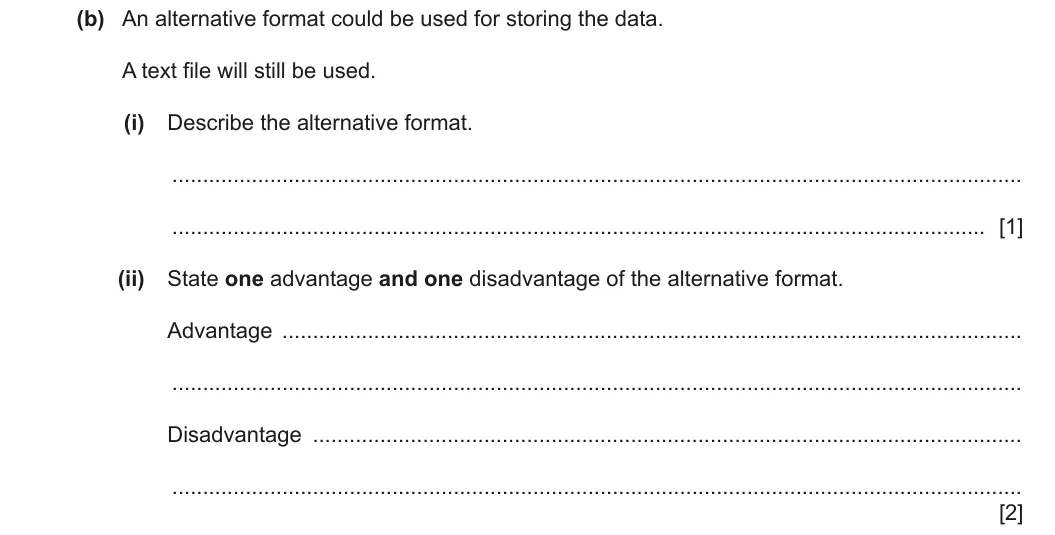 (b) An alternative format could be used for storing the data.
A text file will still be used.
(i) Describe the alternative format.
..........................................................................................................................................
.................................................................................................................................... [1]
(ii) State one advantage and one disadvantage of the alternative format.
Advantage ........................................................................................................................
..........................................................................................................................................
Disadvantage ...................................................................................................................
..........................................................................................................................................
[2]